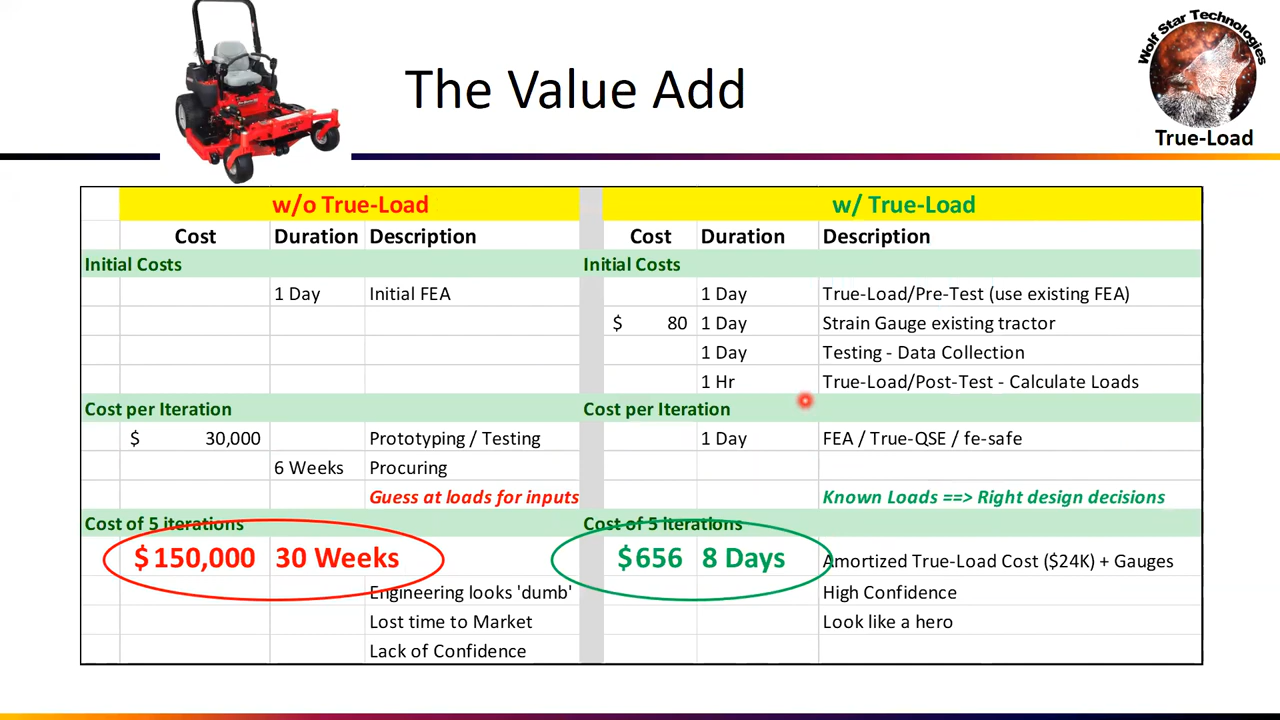 The Value Add
Wolf Star Technologies
True-Load
w/o True-Load w/ True-Load
Cost Duration Description Cost Duration Description
Initial Costs Initial Costs
1 Day Initial FEA 1 Day True-Load/Pre-Test (use existing FEA)
$ 80 1 Day Strain Gauge existing tractor
1 Day Testing - Data Collection
1 Hr True-Load/Post-Test - Calculate Loads
Cost per Iteration Cost per Iteration
$ 30,000 Prototyping / Testing 1 Day FEA / True-QSE / fe-safe
6 Weeks Procuring
Guess at loads for inputs Known Loads ==> Right design decisions
Cost of 5 iterations Cost of 5 iterations
$150,000 30 Weeks $656 8 Days Amortized True-Load Cost ($24K) + Gauges
Engineering looks 'dumb' High Confidence
Lost time to Market Look like a hero
Lack of Confidence